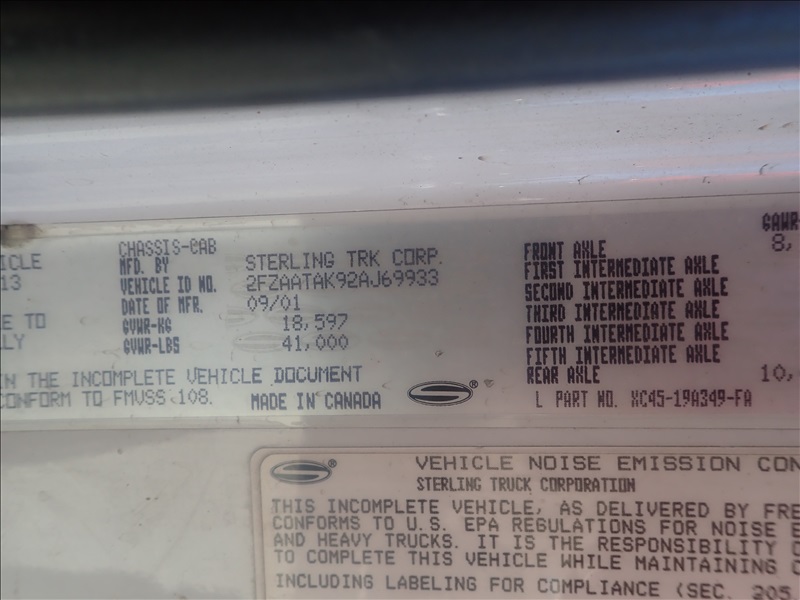 ICLE
13
E TO
LY
CHASSIS-CAB
MFD. BY STERLING TRK CORP.
VEHICLE ID NO. 2FZAATAK92AJ69933
DATE OF MFR. 09/01
GVWR-KG 18,597
GVWR-LBS 41,000
IN THE INCOMPLETE VEHICLE DOCUMENT
CONFORM TO FMVSS 108. MADE IN CANADA ®
GAWR
FRONT AXLE 8,
FIRST INTERMEDIATE AXLE
SECOND INTERMEDIATE AXLE
THIRD INTERMEDIATE AXLE
FOURTH INTERMEDIATE AXLE
FIFTH INTERMEDIATE AXLE
REAR AXLE 10,
L PART NO. XC45-19A349-FA
® VEHICLE NOISE EMISSION CON
STERLING TRUCK CORPORATION
THIS INCOMPLETE VEHICLE, AS DELIVERED BY FRE
CONFORMS TO U.S. EPA REGULATIONS FOR NOISE E
AND HEAVY TRUCKS. IT IS THE RESPONSIBILITY O
TO COMPLETE THIS VEHICLE WHILE MAINTAINING C
INCLUDING LABELING FOR COMPLIANCE (SEC. 205